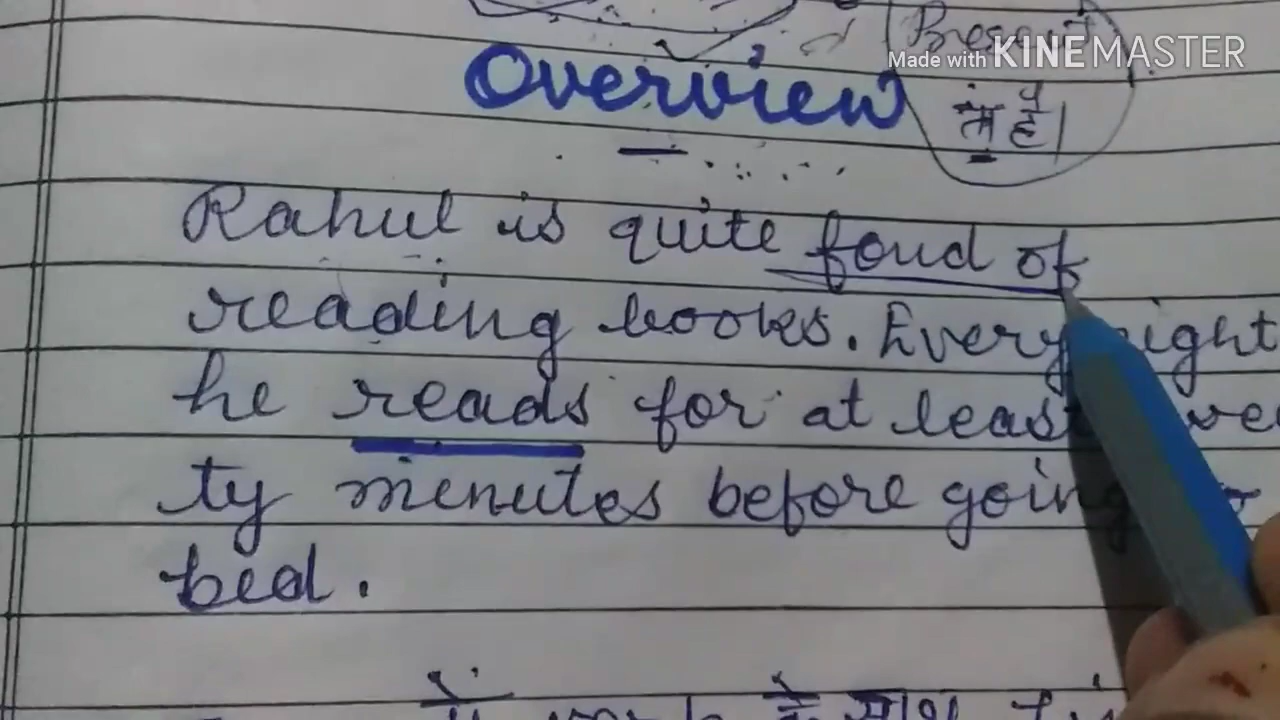 Made with KINEMASTER
Overview
में है।
Rahul is quite fond of
reading books. Every night
he reads for at least
ty minutes before going
bed.